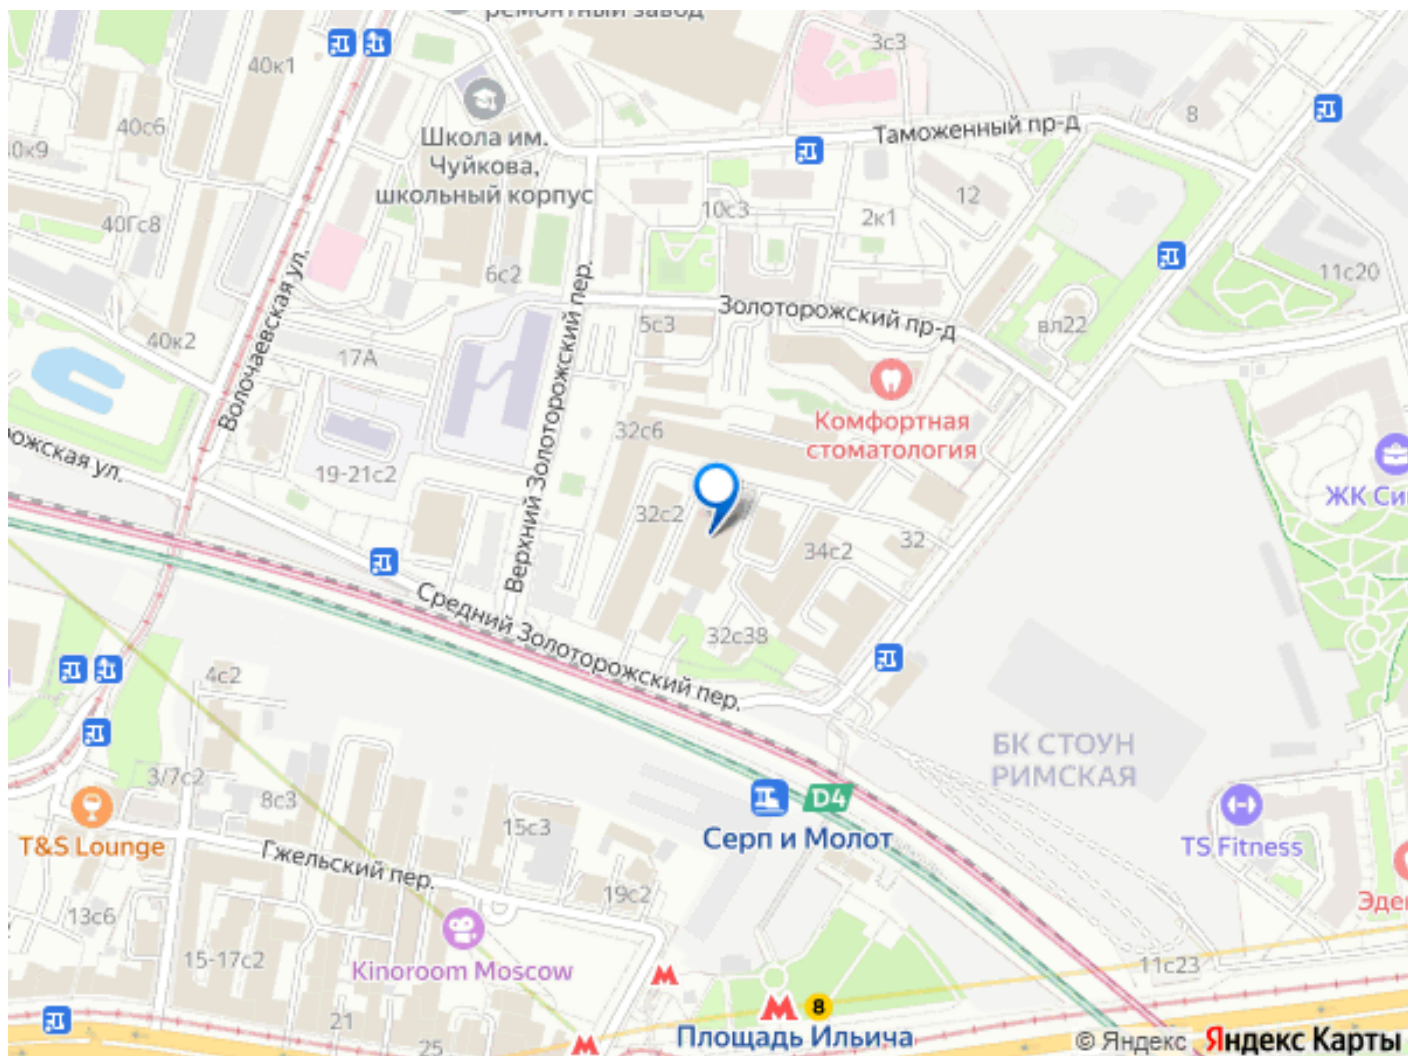 ремонтный завод
3с3
40к1
8
40с6
Таможенный пр-д
Школа им.
Чуйкова,
школьный корпус
0к9
12
10с3
2к1
40Гс8
6с2
11с20
Волочаевская ул.
Верхний Золоторожский пер.
Золоторожский пр-д
5с3
вл22
40к2
17А
Комфортная
стоматология
32с6
рожская ул.
19-21с2
ЖК Си
32с2
34с2
32
Средний Золоторожский пер.
32с38
4с2
БК СТОУН
РИМСКАЯ
3/7с2
8с3
D4
15с3
Серп и Молот
T&S Lounge
TS Fitness
Гжельский пер.
19с2
Эде
13с6
15-17с2
Kinoroom Moscow
11с23
8
21
Площадь Ильича
25
© Яндекс Яндекс Карты